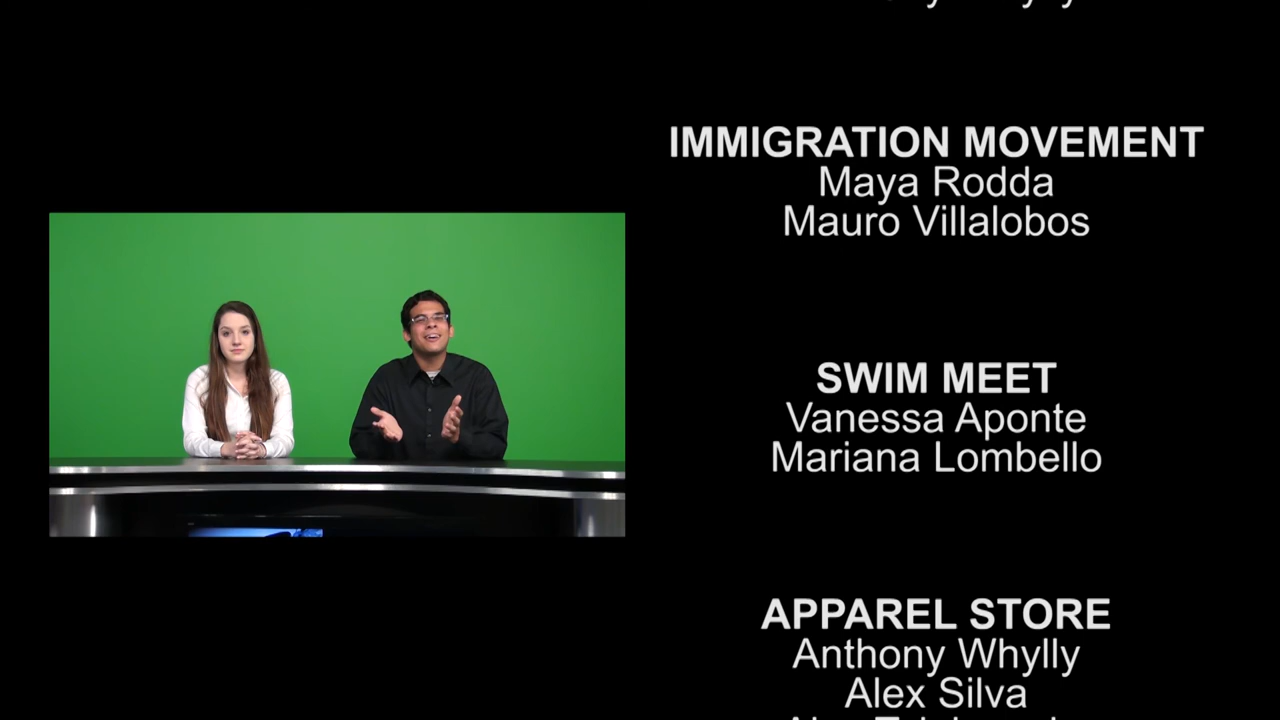 IMMIGRATION MOVEMENT
Maya Rodda
Mauro Villalobos
SWIM MEET
Vanessa Aponte
Mariana Lombello
APPAREL STORE
Anthony Whylly
Alex Silva